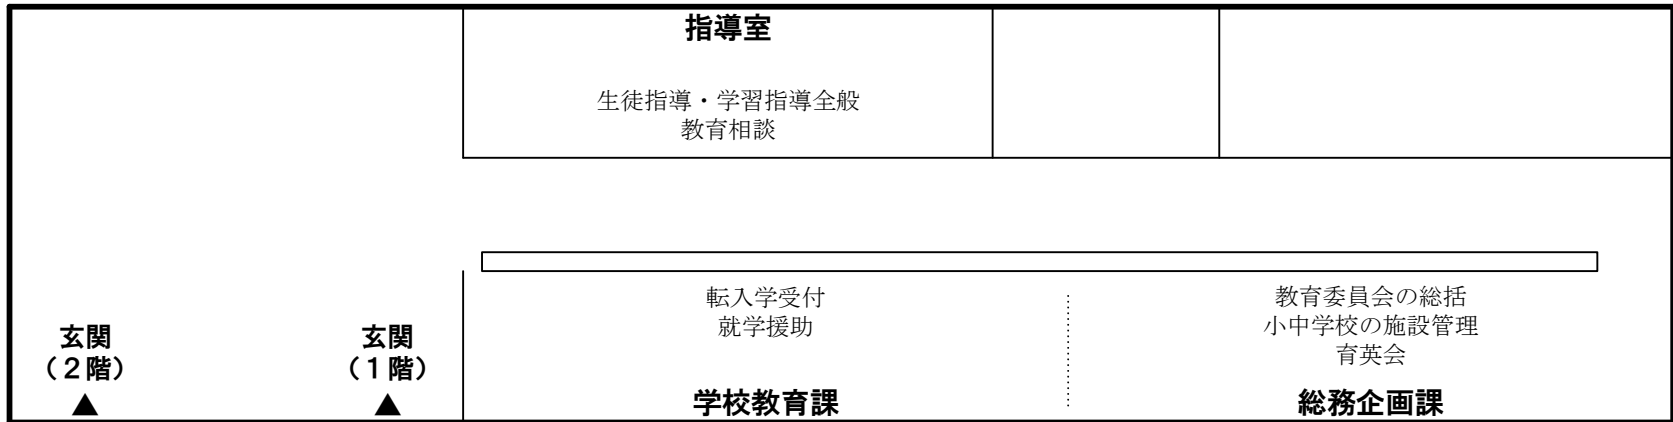 指導室
生徒指導・学習指導全般
教育相談
転入学受付
就学援助
学校教育課
教育委員会の総括
小中学校の施設管理
育英会
総務企画課
玄関
（２階）
▲
玄関
（１階）
▲